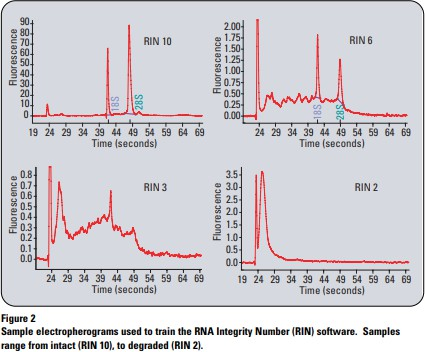 RIN 10
Fluorescence
90
80
70
60
50
40
30
20
10
0
18S
28S
19 24 29 34 39 44 49 54 59 64 69
Time (seconds)
RIN 6
Fluorescence
2.00
1.75
1.50
1.25
1.00
0.75
0.50
0.25
0.00
18S
28S
24 29 34 39 44 49 54 59 64 69
Time (seconds)
RIN 3
Fluorescence
0.8
0.7
0.6
0.5
0.4
0.3
0.2
0.1
0.0
24 29 34 39 44 49 54 59 64 69
Time (seconds)
RIN 2
Fluorescence
3.5
3.0
2.5
2.0
1.5
1.0
0.5
0.0
19 24 29 34 39 44 49 54 59 64 69
Time (seconds)
Figure 2
Sample electropherograms used to train the RNA Integrity Number (RIN) software. Samples
range from intact (RIN 10), to degraded (RIN 2).